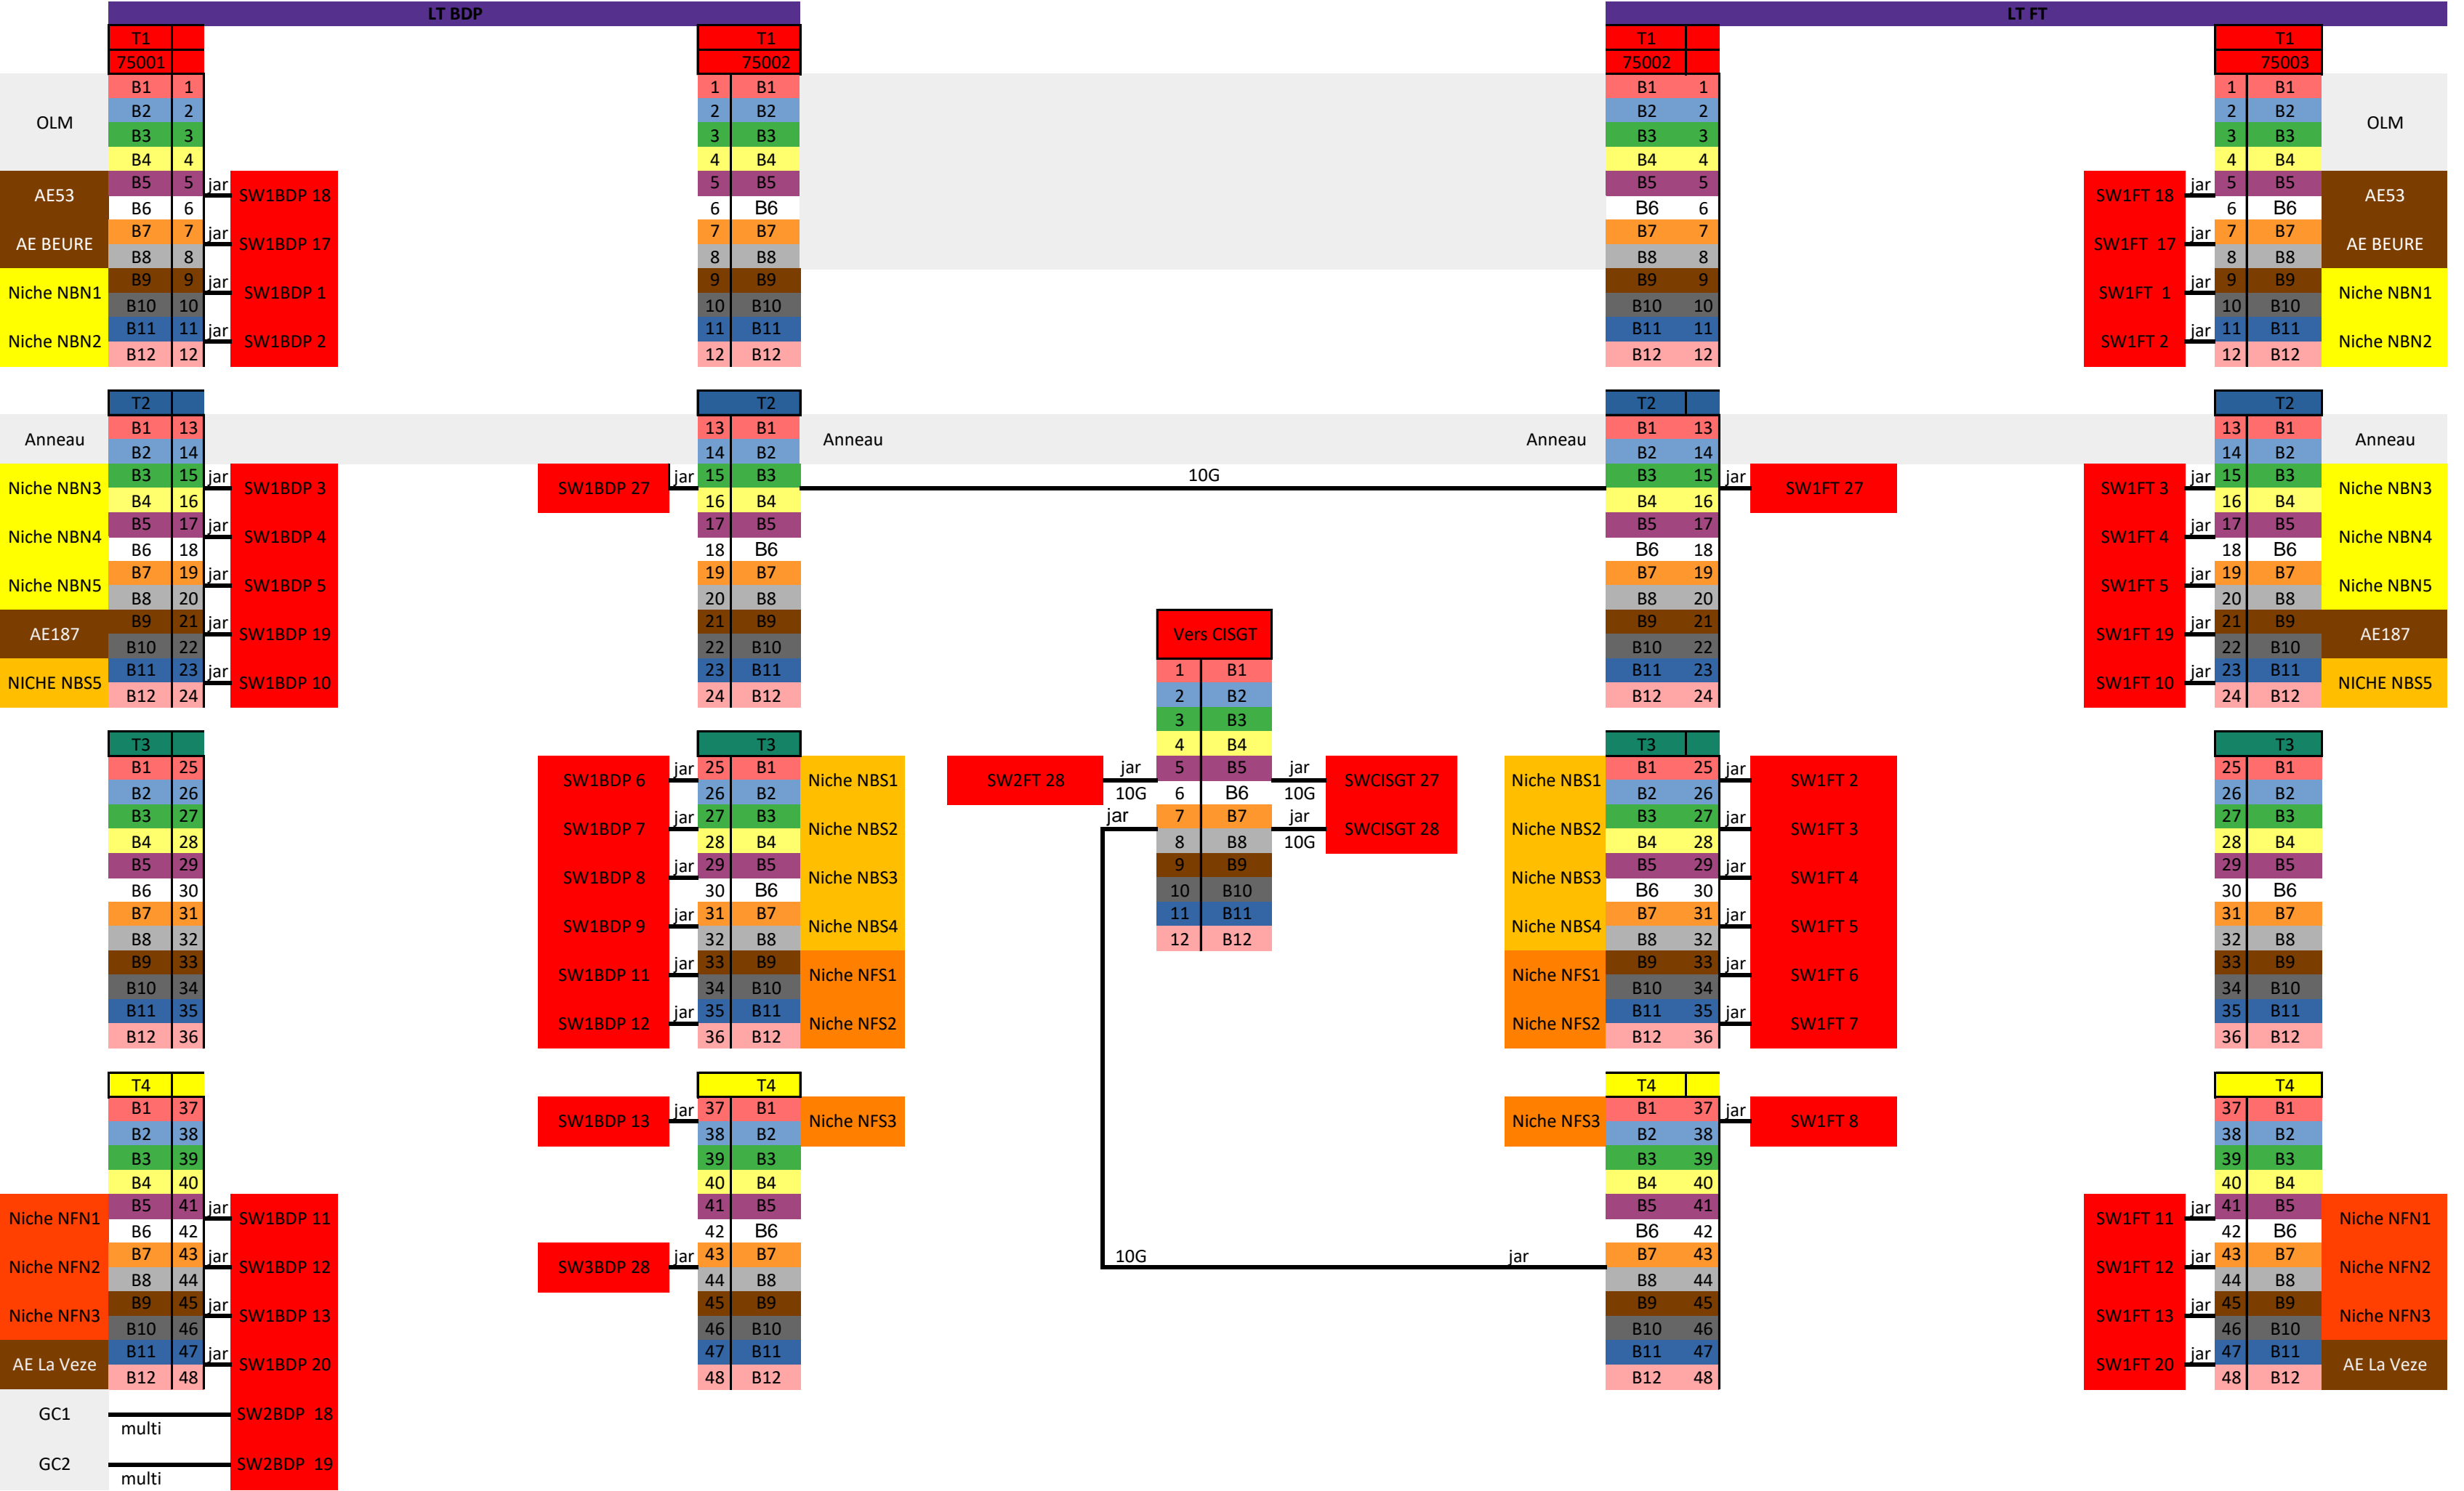 LT BDP LT FT
T1 T1 T1 T1
75001 75002 75002 75003
B1 1 1 B1 B1 1 1 B1
B2 2 2 B2 B2 2 2 B2
OLM OLM
B3 3 3 B3 B3 3 3 B3
B4 4 4 B4 B4 4 4 B4
B5 5 jar 5 B5 B5 5 jar 5 B5
AE53 SW1BDP 18 SW1FT 18 AE53
B6 6 6 B6 B6 6 6 B6
B7 7 jar 7 B7 B7 7 jar 7 B7
AE BEURE SW1BDP 17 SW1FT 17 AE BEURE
B8 8 8 B8 B8 8 8 B8
B9 9 jar 9 B9 B9 9 jar 9 B9
Niche NBN1 SW1BDP 1 SW1FT 1 Niche NBN1
B10 10 10 B10 B10 10 10 B10
B11 11 jar 11 B11 B11 11 jar 11 B11
Niche NBN2 SW1BDP 2 SW1FT 2 Niche NBN2
B12 12 12 B12 B12 12 12 B12
T2 T2 T2 T2
B1 13 13 B1 B1 13 13 B1
Anneau Anneau Anneau Anneau
B2 14 14 B2 B2 14 14 B2
B3 15 jar jar 15 B3 10G B3 15 jar jar 15 B3
Niche NBN3 SW1BDP 3 SW1BDP 27 SW1FT 27 SW1FT 3 Niche NBN3
B4 16 16 B4 B4 16 16 B4
B5 17 jar 17 B5 B5 17 jar 17 B5
Niche NBN4 SW1BDP 4 SW1FT 4 Niche NBN4
B6 18 18 B6 B6 18 18 B6
B7 19 jar 19 B7 B7 19 jar 19 B7
Niche NBN5 SW1BDP 5 SW1FT 5 Niche NBN5
B8 20 20 B8 B8 20 20 B8
B9 21 jar 21 B9 B9 21 jar 21 B9
AE187 SW1BDP 19 Vers CISGT SW1FT 19 AE187
B10 22 22 B10 B10 22 22 B10
B11 23 jar 23 B11 1 B1 B11 23 jar 23 B11
NICHE NBS5 SW1BDP 10 SW1FT 10 NICHE NBS5
B12 24 24 B12 2 B2 B12 24 24 B12
3 B3
T3 T3 4 B4 T3 T3
B1 25 jar 25 B1 jar 5 B5 jar B1 25 jar 25 B1
SW1BDP 6 Niche NBS1 SW2FT 28 SWCISGT 27 Niche NBS1 SW1FT 2
B2 26 26 B2 10G 6 B6 10G B2 26 26 B2
B3 27 jar 27 B3 jar 7 B7 jar B3 27 jar 27 B3
SW1BDP 7 Niche NBS2 SWCISGT 28 Niche NBS2 SW1FT 3
B4 28 28 B4 8 B8 10G B4 28 28 B4
B5 29 jar 29 B5 9 B9 B5 29 jar 29 B5
SW1BDP 8 Niche NBS3 Niche NBS3 SW1FT 4
B6 30 30 B6 10 B10 B6 30 30 B6
B7 31 jar 31 B7 11 B11 B7 31 jar 31 B7
SW1BDP 9 Niche NBS4 Niche NBS4 SW1FT 5
B8 32 32 B8 12 B12 B8 32 32 B8
B9 33 jar 33 B9 B9 33 jar 33 B9
SW1BDP 11 Niche NFS1 Niche NFS1 SW1FT 6
B10 34 34 B10 B10 34 34 B10
B11 35 jar 35 B11 B11 35 jar 35 B11
SW1BDP 12 Niche NFS2 Niche NFS2 SW1FT 7
B12 36 36 B12 B12 36 36 B12
T4 T4 T4 T4
B1 37 jar 37 B1 B1 37 jar 37 B1
SW1BDP 13 Niche NFS3 Niche NFS3 SW1FT 8
B2 38 38 B2 B2 38 38 B2
B3 39 39 B3 B3 39 39 B3
B4 40 40 B4 B4 40 40 B4
B5 41 jar 41 B5 B5 41 jar 41 B5
Niche NFN1 SW1BDP 11 SW1FT 11 Niche NFN1
B6 42 42 B6 B6 42 42 B6
B7 43 jar jar 43 B7 10G jar B7 43 jar 43 B7
Niche NFN2 SW1BDP 12 SW3BDP 28 SW1FT 12 Niche NFN2
B8 44 44 B8 B8 44 44 B8
B9 45 jar 45 B9 B9 45 jar 45 B9
Niche NFN3 SW1BDP 13 SW1FT 13 Niche NFN3
B10 46 46 B10 B10 46 46 B10
B11 47 jar 47 B11 B11 47 jar 47 B11
AE La Veze SW1BDP 20 SW1FT 20 AE La Veze
B12 48 48 B12 B12 48 48 B12
GC1 SW2BDP 18
multi
GC2 SW2BDP 19
multi